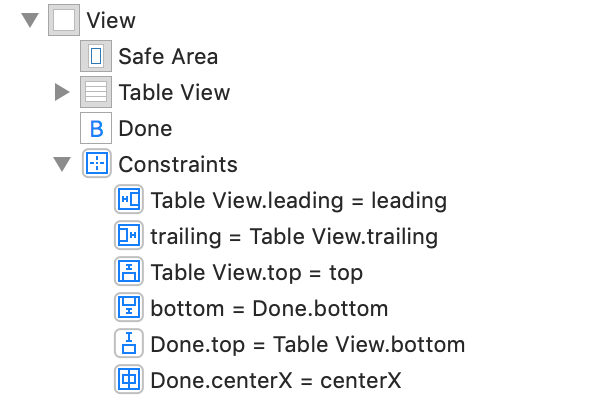 View
Safe Area
Table View
B Done
Constraints
Table View.leading = leading
trailing = Table View.trailing
Table View.top = top
bottom = Done.bottom
Done.top = Table View.bottom
Done.centerX = centerX